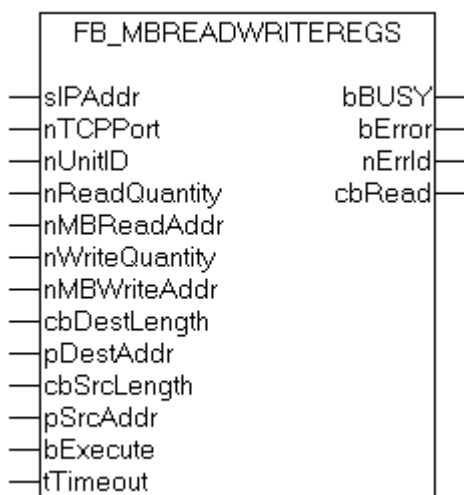 FB_MBREADWRITEREGS
sIPAddr bBUSY
nTCPPort bError
nUnitID nErrId
nReadQuantity cbRead
nMBReadAddr
nWriteQuantity
nMBWriteAddr
cbDestLength
pDestAddr
cbSrcLength
pSrcAddr
bExecute
tTimeout